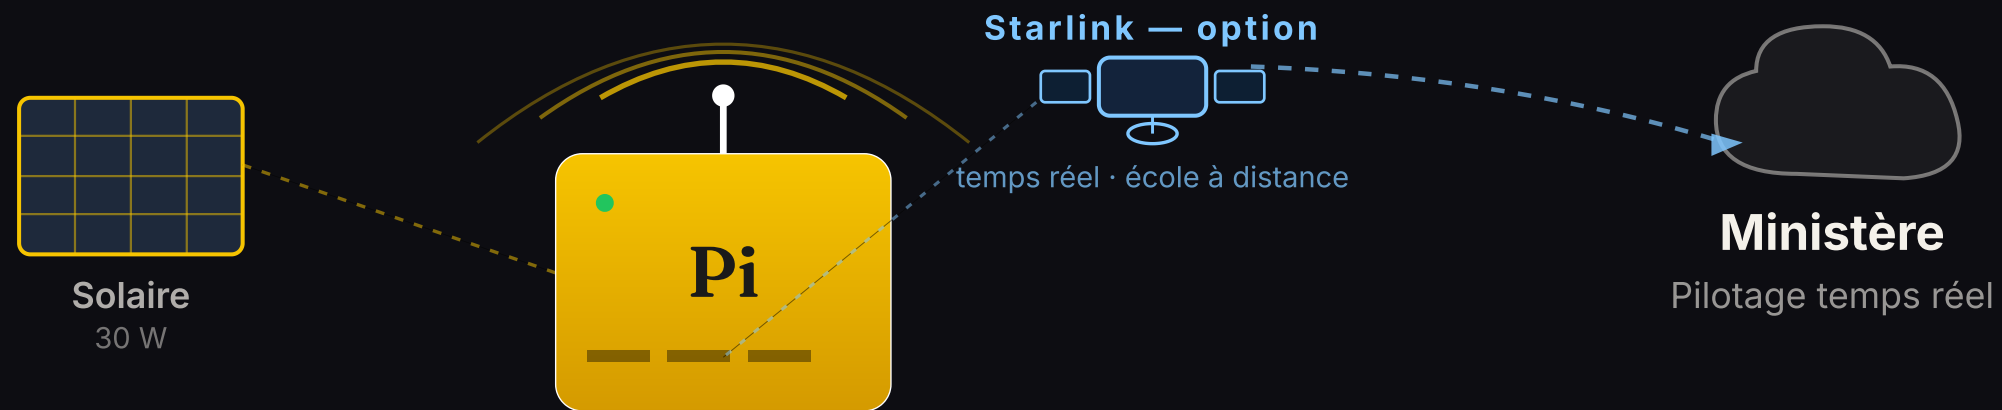 Starlink — option
temps réel · école à distance
Solaire
30 W
Pi
Ministère
Pilotage temps réel